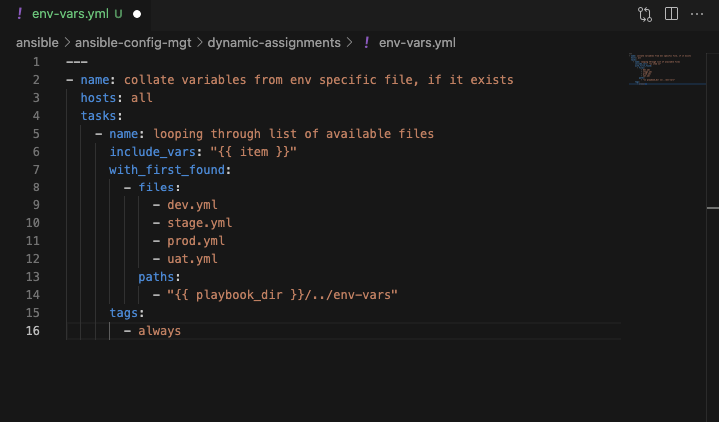 ! env-vars.yml U ●
ansible > ansible-config-mgt > dynamic-assignments > ! env-vars.yml
1 ---
2 - name: collate variables from env specific file, if it exists
3   hosts: all
4   tasks:
5     - name: looping through list of available files
6       include_vars: "{{ item }}"
7       with_first_found:
8         - files:
9             - dev.yml
10             - stage.yml
11             - prod.yml
12             - uat.yml
13           paths:
14             - "{{ playbook_dir }}/../env-vars"
15       tags:
16         - always